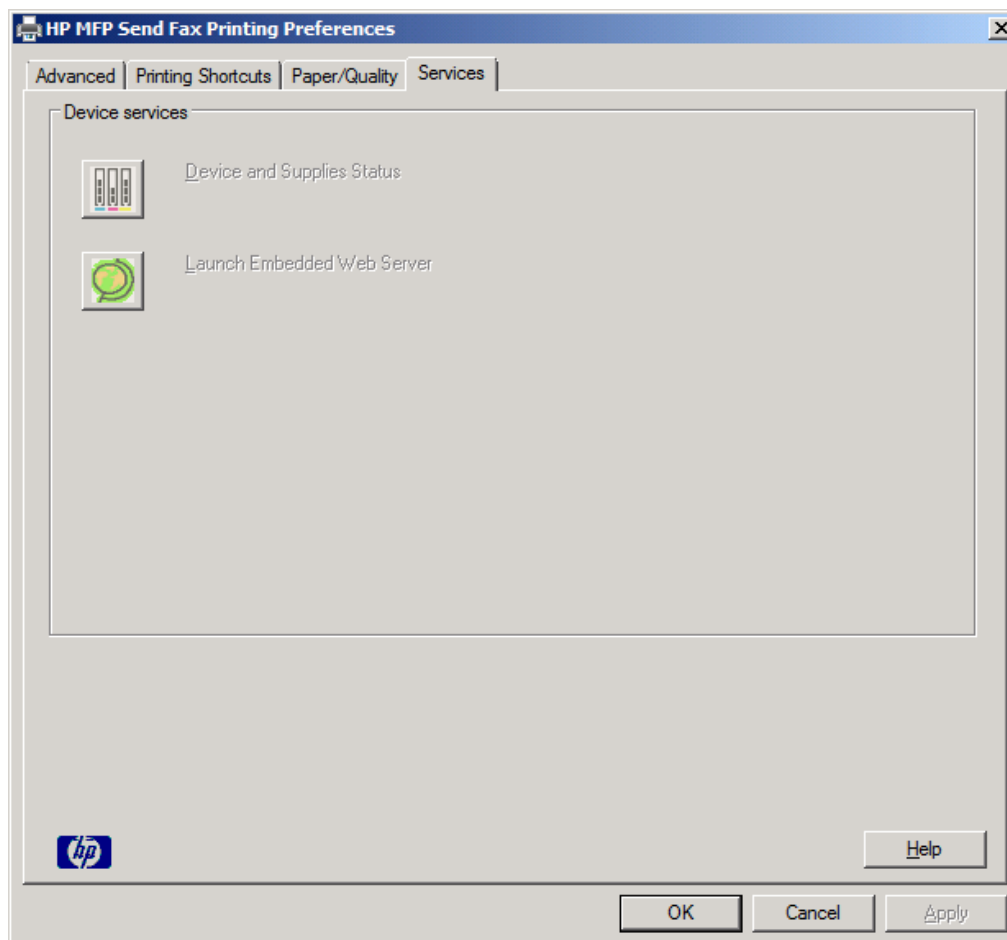 HP MFP Send Fax Printing Preferences
Advanced Printing Shortcuts Paper/Quality Services
Device services
Device and Supplies Status
Launch Embedded Web Server
hp
Help
OK Cancel Apply